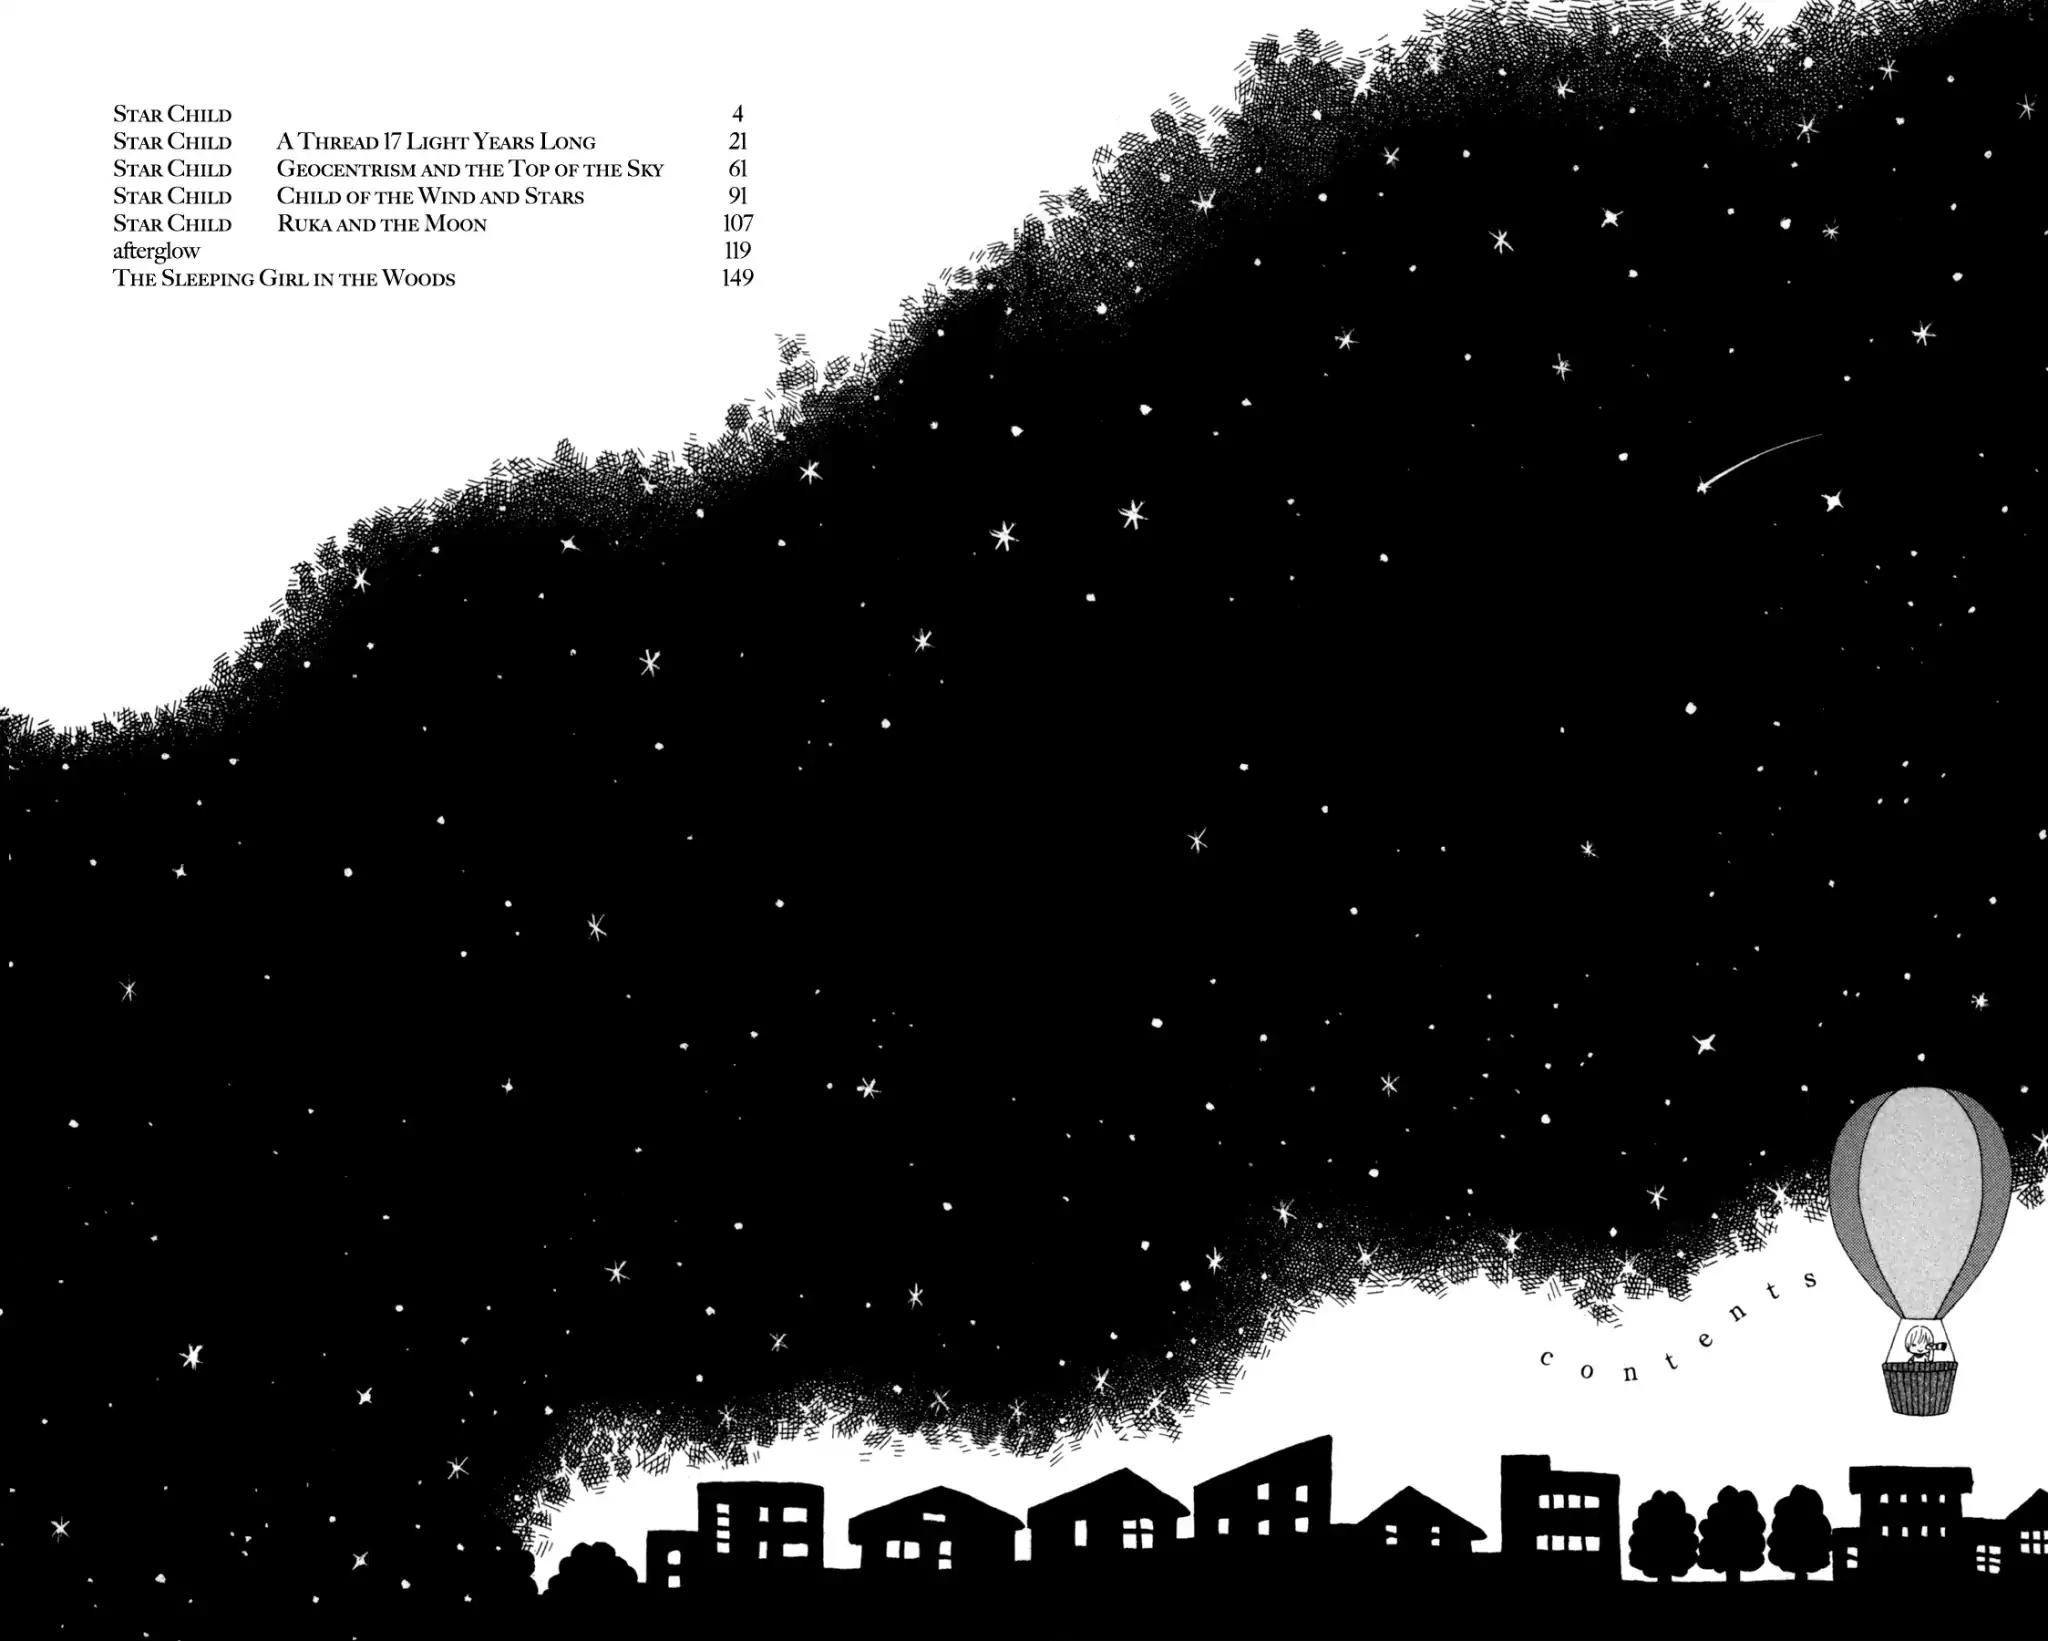 Star Child 4
Star Child A Thread 17 Light Years Long 21
Star Child Geocentrism and the Top of the Sky 61
Star Child Child of the Wind and Stars 91
Star Child Ruka and the Moon 107
afterglow 119
The Sleeping Girl in the Woods 149
contents